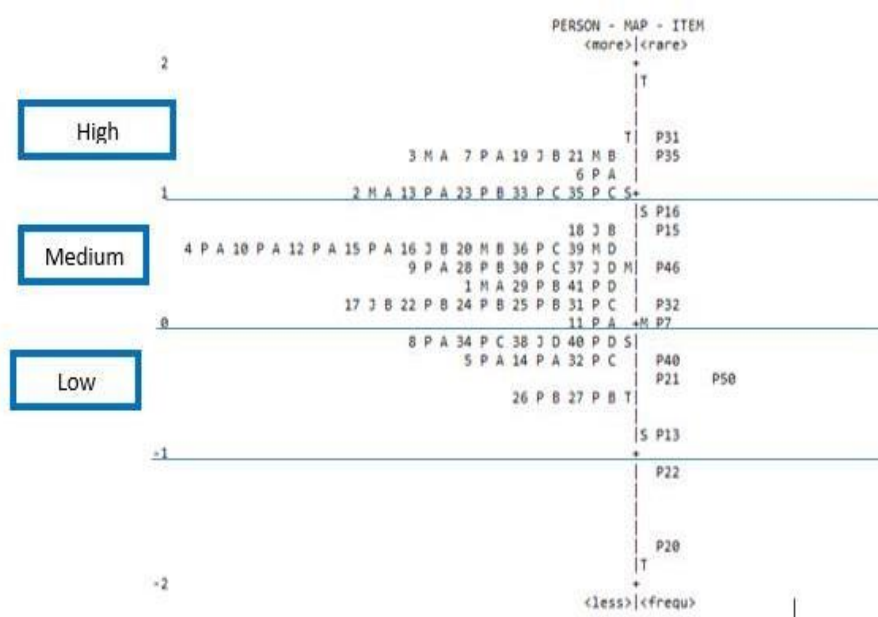 PERSON - MAP - ITEM
<more>|<rare>
2 +
|T
|
|
High
T| P31
3 M A 7 P A 19 J B 21 M B | P35
6 P A |
1 2 M A 13 P A 23 P B 33 P C 35 P C S+
|S P16
18 J B | P15
4 P A 10 P A 12 P A 15 P A 16 J B 20 M B 36 P C 39 M D |
Medium 9 P A 28 P B 30 P C 37 J D M| P46
1 M A 29 P B 41 P D |
17 J B 22 P B 24 P B 25 P B 31 P C | P32
0 11 P A +M P7
8 P A 34 P C 38 J D 40 P D S|
5 P A 14 P A 32 P C | P40
Low | P21 P50
26 P B 27 P B T|
|
|S P13
-1 +
| P22
|
|
|
| P20
|T
-2 +
<less>|<frequ>